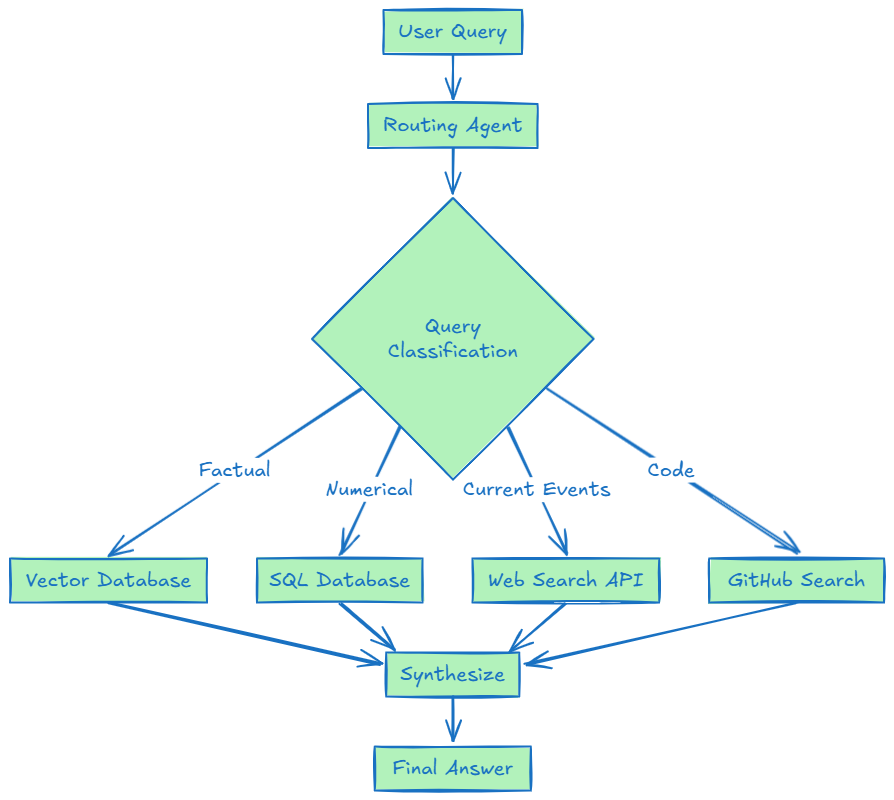 User Query
Routing Agent
Query
Classification
Factual
Numerical
Current Events
Code
Vector Database
SQL Database
Web Search API
GitHub Search
Synthesize
Final Answer